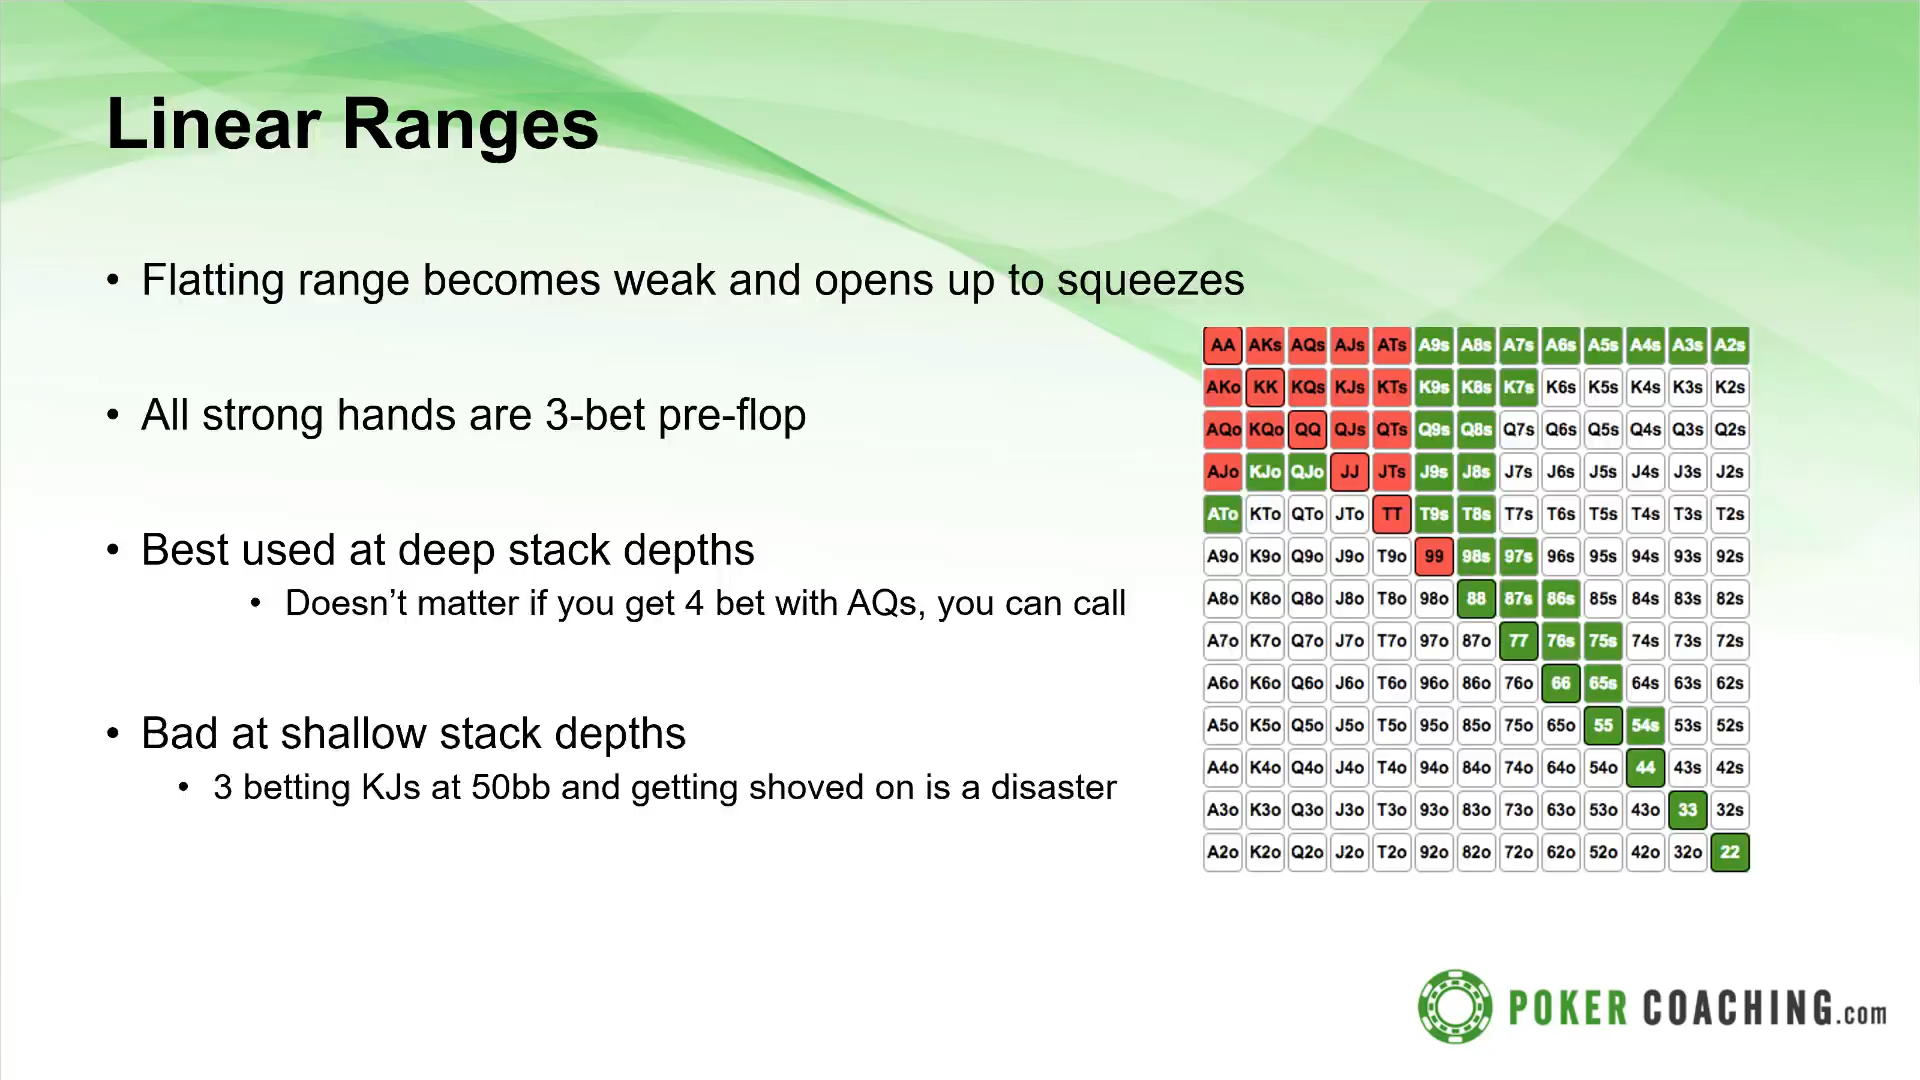 Linear Ranges
• Flatting range becomes weak and opens up to squeezes
• All strong hands are 3-bet pre-flop
• Best used at deep stack depths
• Doesn’t matter if you get 4 bet with AQs, you can call
• Bad at shallow stack depths
• 3 betting KJs at 50bb and getting shoved on is a disaster
AA AKs AQs AJs ATs A9s A8s A7s A6s A5s A4s A3s A2s
AKo KK KQs KJs KTs K9s K8s K7s K6s K5s K4s K3s K2s
AQo KQo QQ QJs QTs Q9s Q8s Q7s Q6s Q5s Q4s Q3s Q2s
AJo KJo QJo JJ JTs J9s J8s J7s J6s J5s J4s J3s J2s
ATo KTo QTo JTo TT T9s T8s T7s T6s T5s T4s T3s T2s
A9o K9o Q9o J9o T9o 99 98s 97s 96s 95s 94s 93s 92s
A8o K8o Q8o J8o T8o 98o 88 87s 86s 85s 84s 83s 82s
A7o K7o Q7o J7o T7o 97o 87o 77 76s 75s 74s 73s 72s
A6o K6o Q6o J6o T6o 96o 86o 76o 66 65s 64s 63s 62s
A5o K5o Q5o J5o T5o 95o 85o 75o 65o 55 54s 53s 52s
A4o K4o Q4o J4o T4o 94o 84o 74o 64o 54o 44 43s 42s
A3o K3o Q3o J3o T3o 93o 83o 73o 63o 53o 43o 33 32s
A2o K2o Q2o J2o T2o 92o 82o 72o 62o 52o 42o 32o 22
POKER COACHING.com